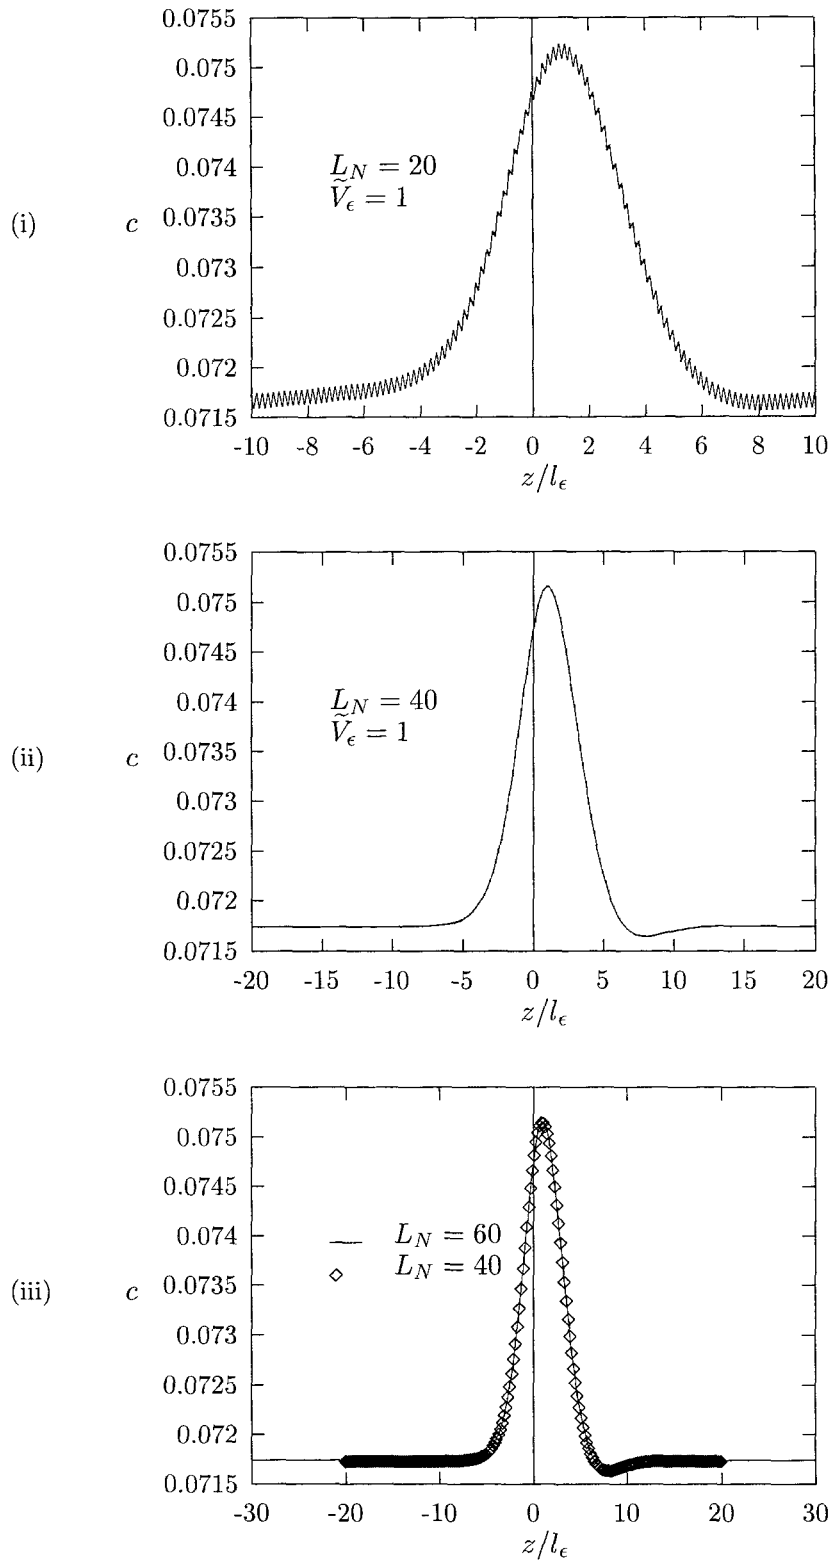 0.0755
0.075
0.0745
0.074
L_N = 20
Ṽ_ϵ = 1
(i) c 0.0735
0.073
0.0725
0.072
0.0715
-10 -8 -6 -4 -2 0 2 4 6 8 10
z/l_ϵ
0.0755
0.075
0.0745
0.074
L_N = 40
Ṽ_ϵ = 1
0.0735
(ii) c
0.073
0.0725
0.072
0.0715
-20 -15 -10 -5 0 5 10 15 20
z/l_ϵ
0.0755
0.075
0.0745
0.074
L_N = 60
L_N = 40
(iii) c 0.0735
0.073
0.0725
0.072
0.0715
-30 -20 -10 0 10 20 30
z/l_ϵ